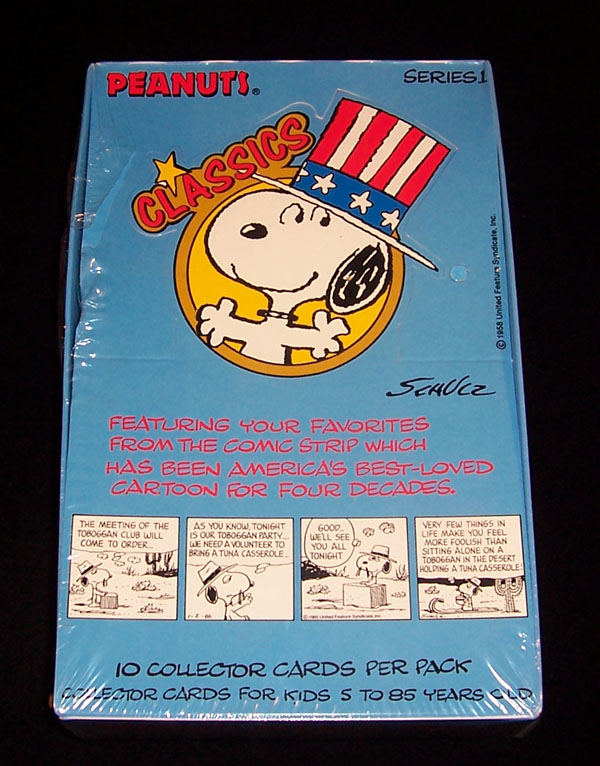 PEANUTS®
SERIES 1
CLASSICS
© 1958 United Feature Syndicate, Inc.
SCHULZ
FEATURING YOUR FAVORITES
FROM THE COMIC STRIP WHICH
HAS BEEN AMERICA'S BEST-LOVED
CARTOON FOR FOUR DECADES.
THE MEETING OF THE
TOBOGGAN CLUB WILL
COME TO ORDER...
AS YOU KNOW, TONIGHT
IS OUR TOBOGGAN PARTY...
WE NEED A VOLUNTEER TO
BRING A TUNA CASSEROLE...
GOOD..
WE'LL SEE
YOU ALL
TONIGHT
VERY FEW THINGS IN
LIFE MAKE YOU FEEL
MORE FOOLISH THAN
SITTING ALONE ON A
TOBOGGAN IN THE DESERT
HOLDING A TUNA CASSEROLE!
10 COLLECTOR CARDS PER PACK
COLLECTOR CARDS FOR KIDS 5 TO 85 YEARS OLD